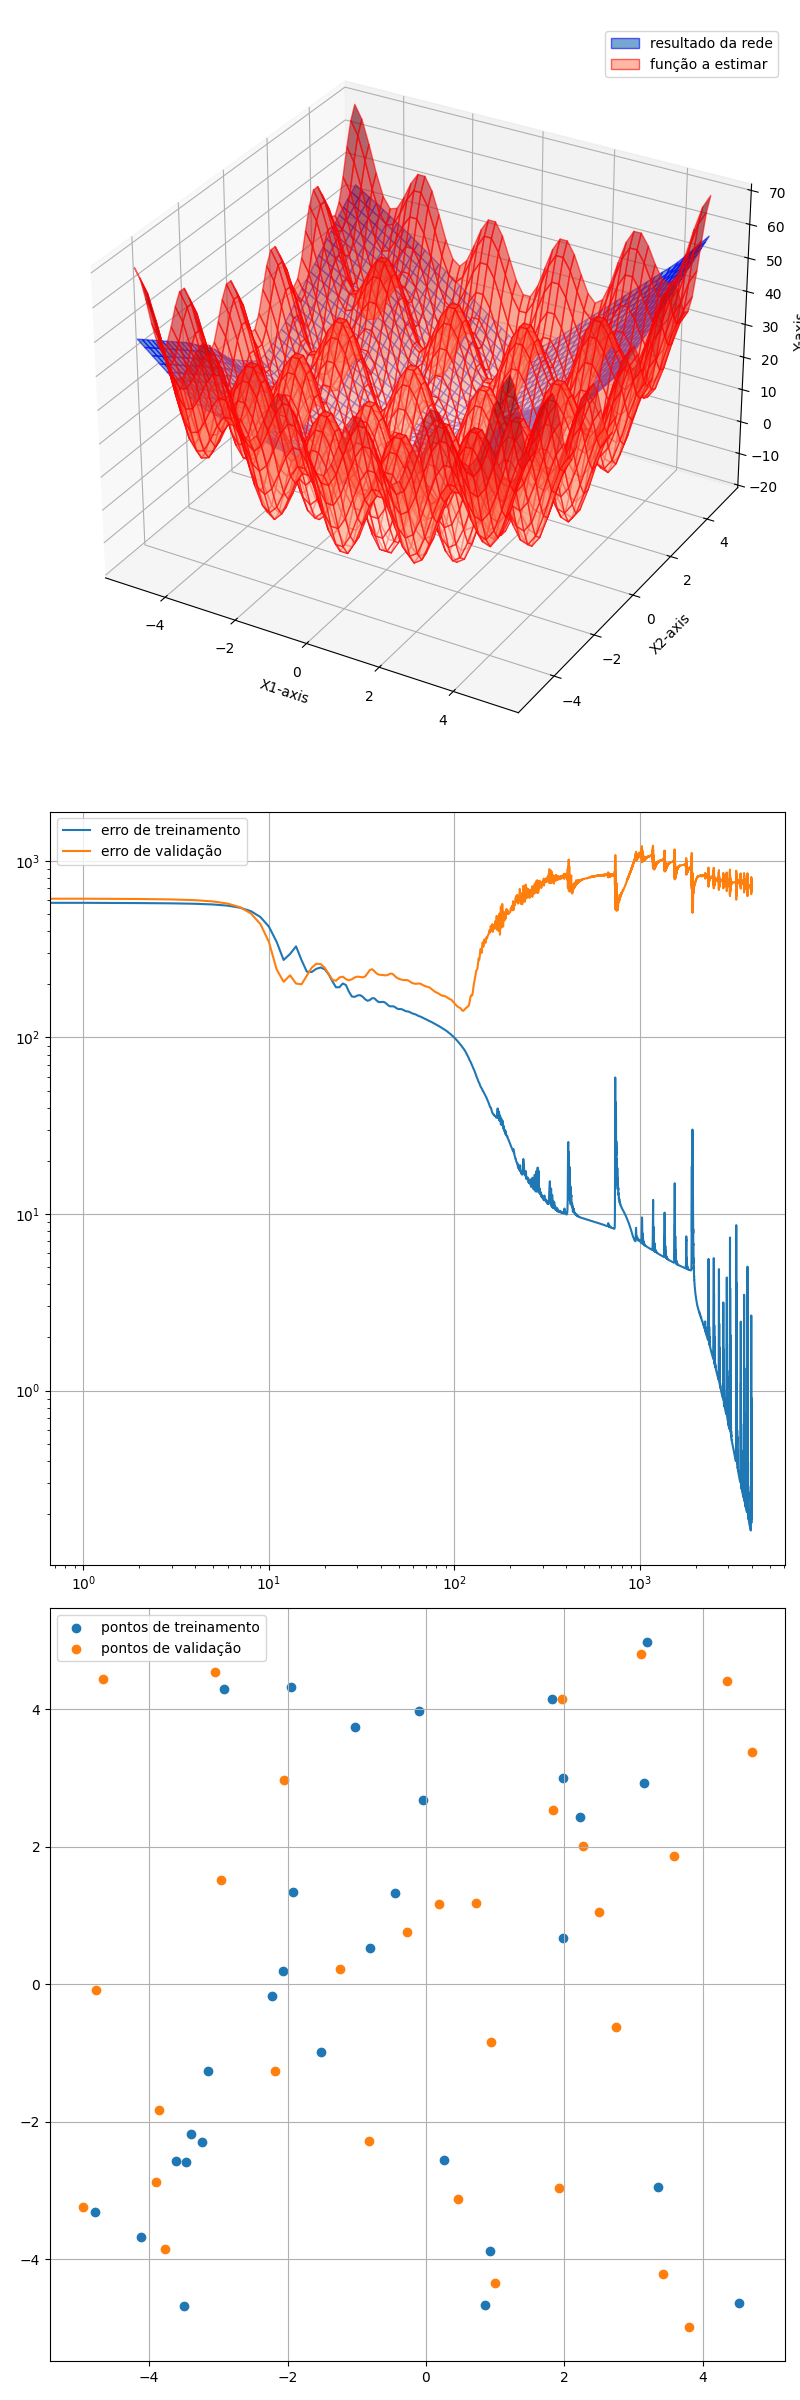 resultado da rede
função a estimar
70
60
50
40
30
20
10
0
−10
−20
Y-axis
4
2
0
−2
−4
X2-axis
−4
−2
0
2
4
X1-axis
erro de treinamento
erro de validação
10³
10²
10¹
10⁰
10⁰ 10¹ 10² 10³
pontos de treinamento
pontos de validação
4
2
0
−2
−4
−4 −2 0 2 4